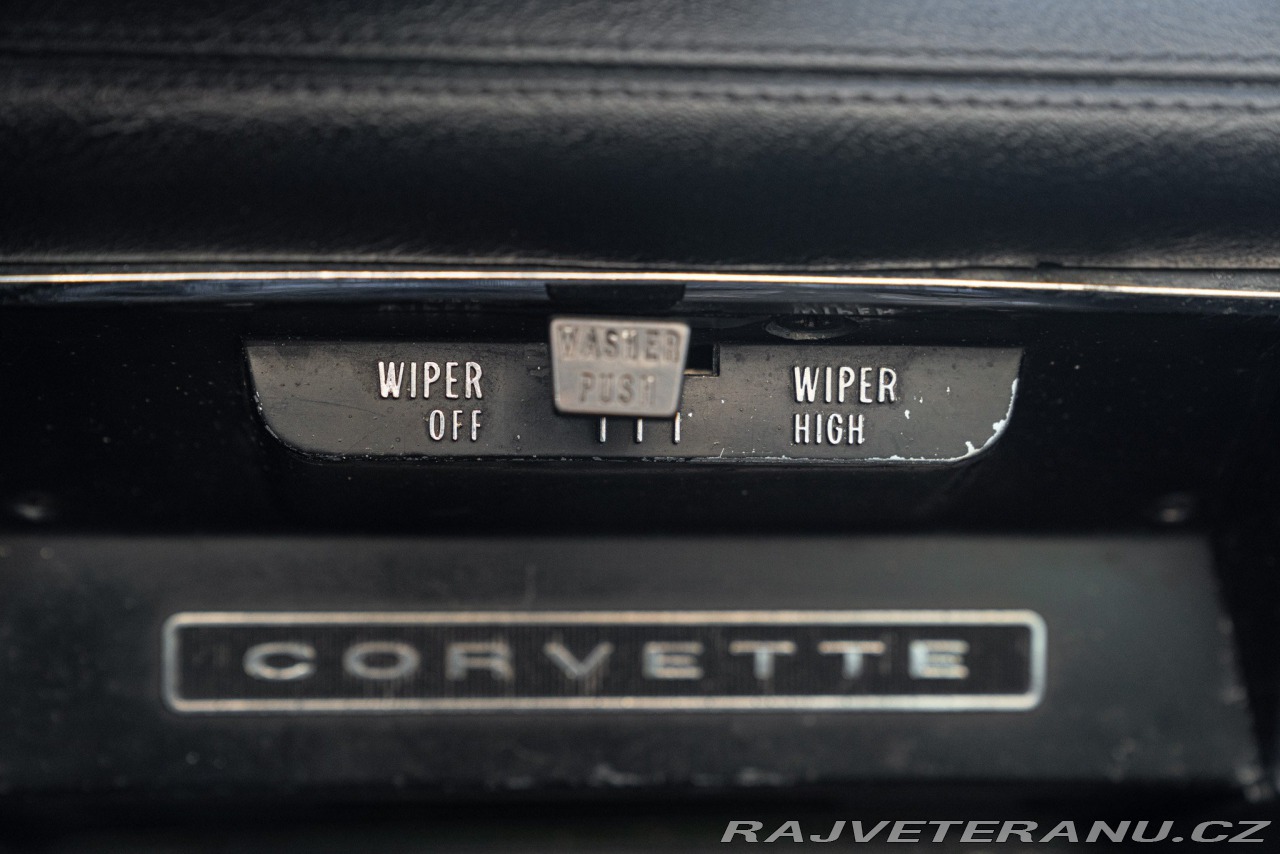 WASHER
PUSH
WIPER
OFF
WIPER
HIGH
CORVETTE
RAJVETERANU.CZ